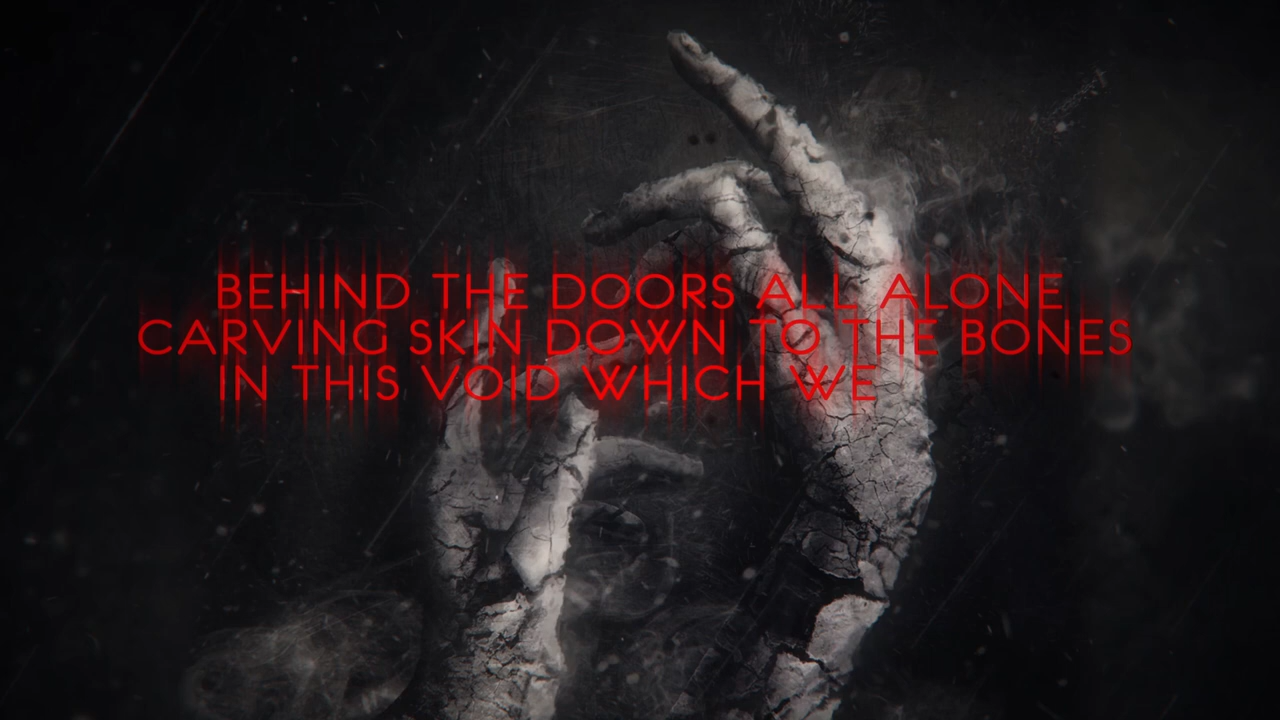 BEHIND THE DOORS ALL ALONE
CARVING SKIN DOWN TO THE BONES
IN THIS VOID WHICH WE